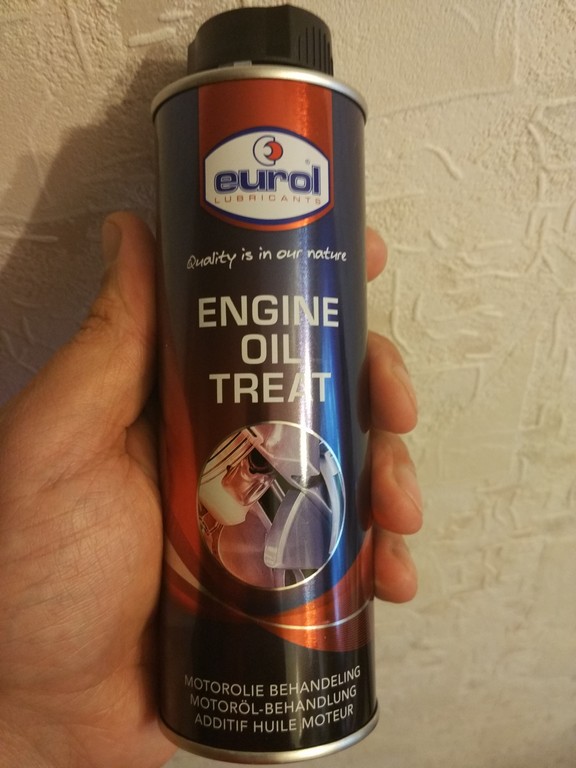 eurol
LUBRICANTS
Quality is in our nature
ENGINE
OIL
TREAT
MOTOROLIE BEHANDELING
MOTORÖL-BEHANDLUNG
ADDITIF HUILE MOTEUR